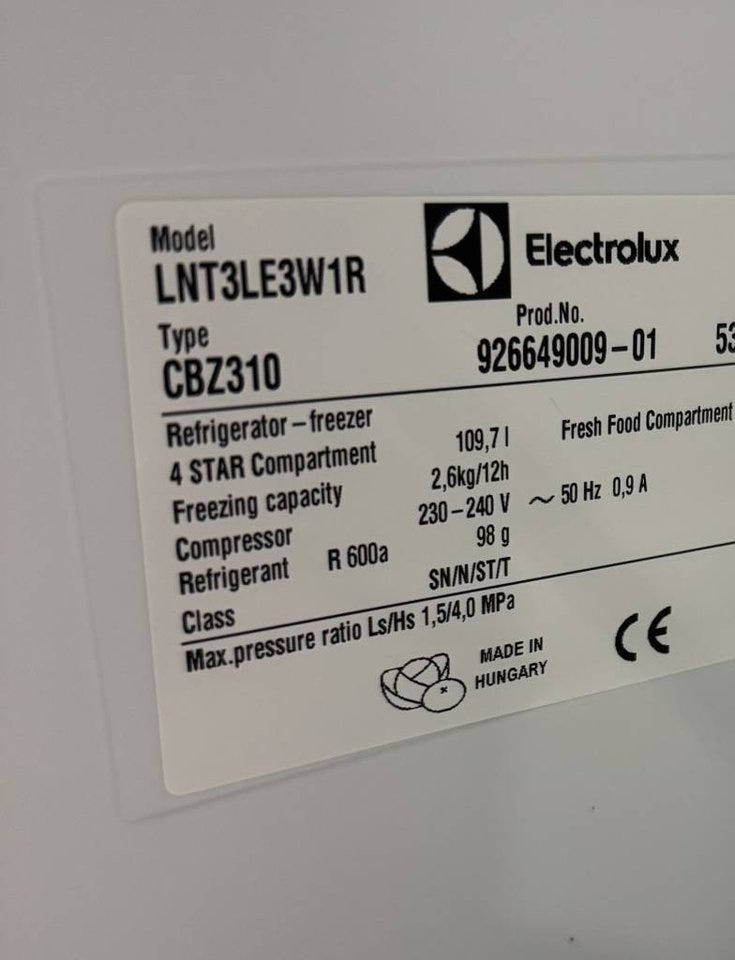 Model
LNT3LE3W1R
Electrolux
Type
CBZ310
Prod.No.
926649009-01 53
Refrigerator-freezer
4 STAR Compartment 109,7 l Fresh Food Compartment
Freezing capacity 2,6kg/12h
Compressor 230-240 V ~ 50 Hz 0,9 A
Refrigerant R 600a 98 g
Class SN/N/ST/T
Max.pressure ratio Ls/Hs 1,5/4,0 MPa
MADE IN
HUNGARY
CE